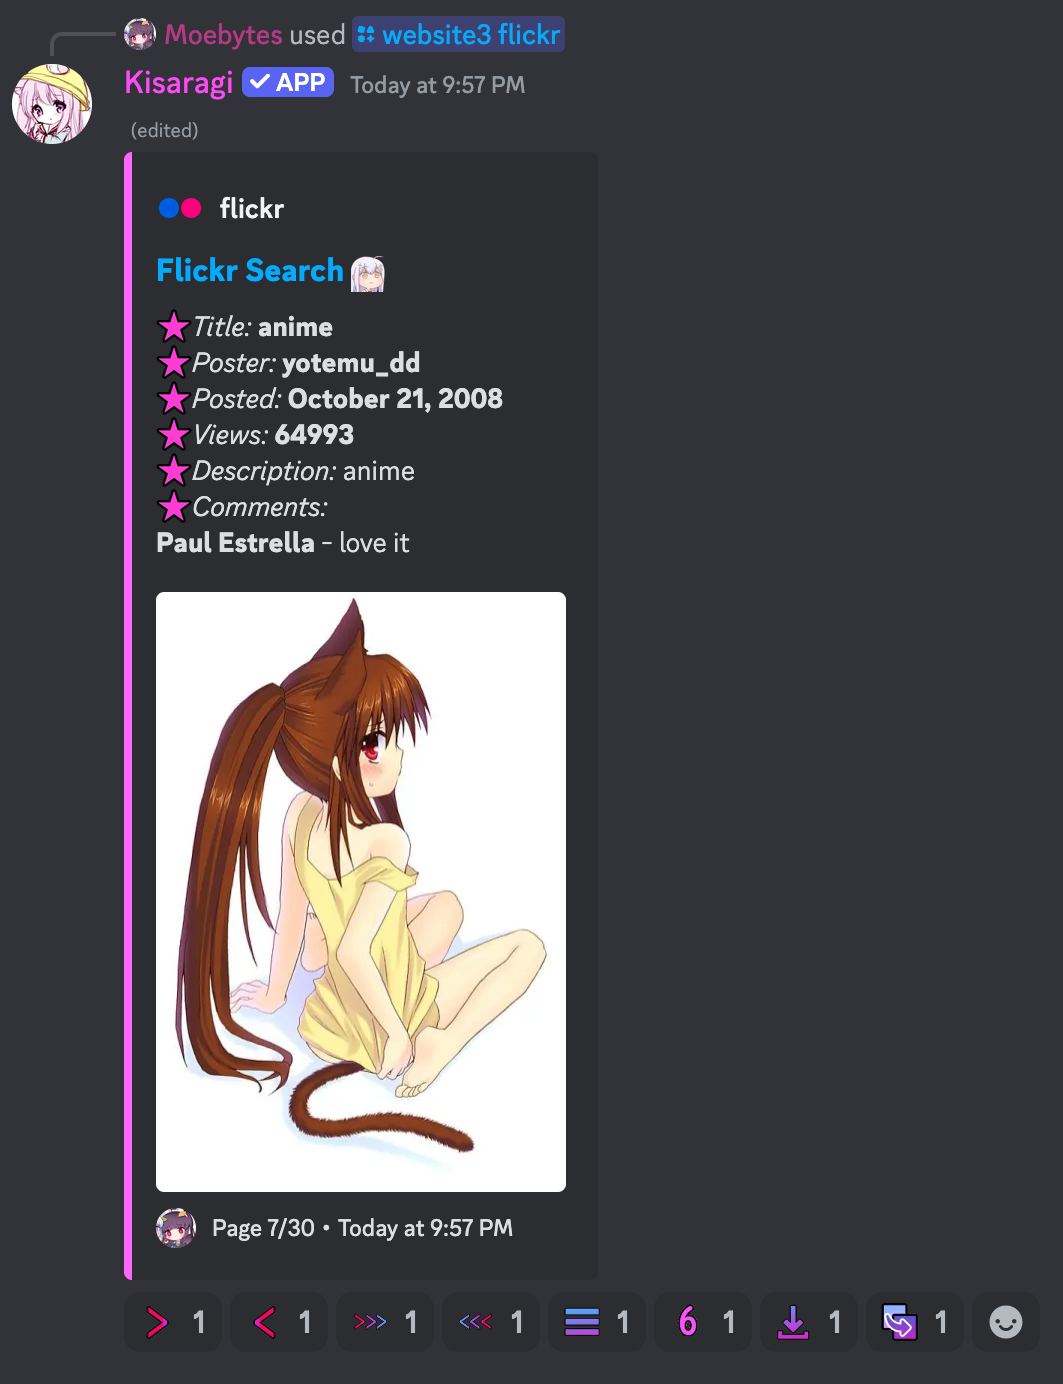 Moebytes used website3 flickr
Kisaragi APP Today at 9:57 PM
(edited)
flickr
Flickr Search
Title: anime
Poster: yotemu_dd
Posted: October 21, 2008
Views: 64993
Description: anime
Comments:
Paul Estrella - love it
Page 7/30 • Today at 9:57 PM
1 1 1 1 1 6 1 1 1